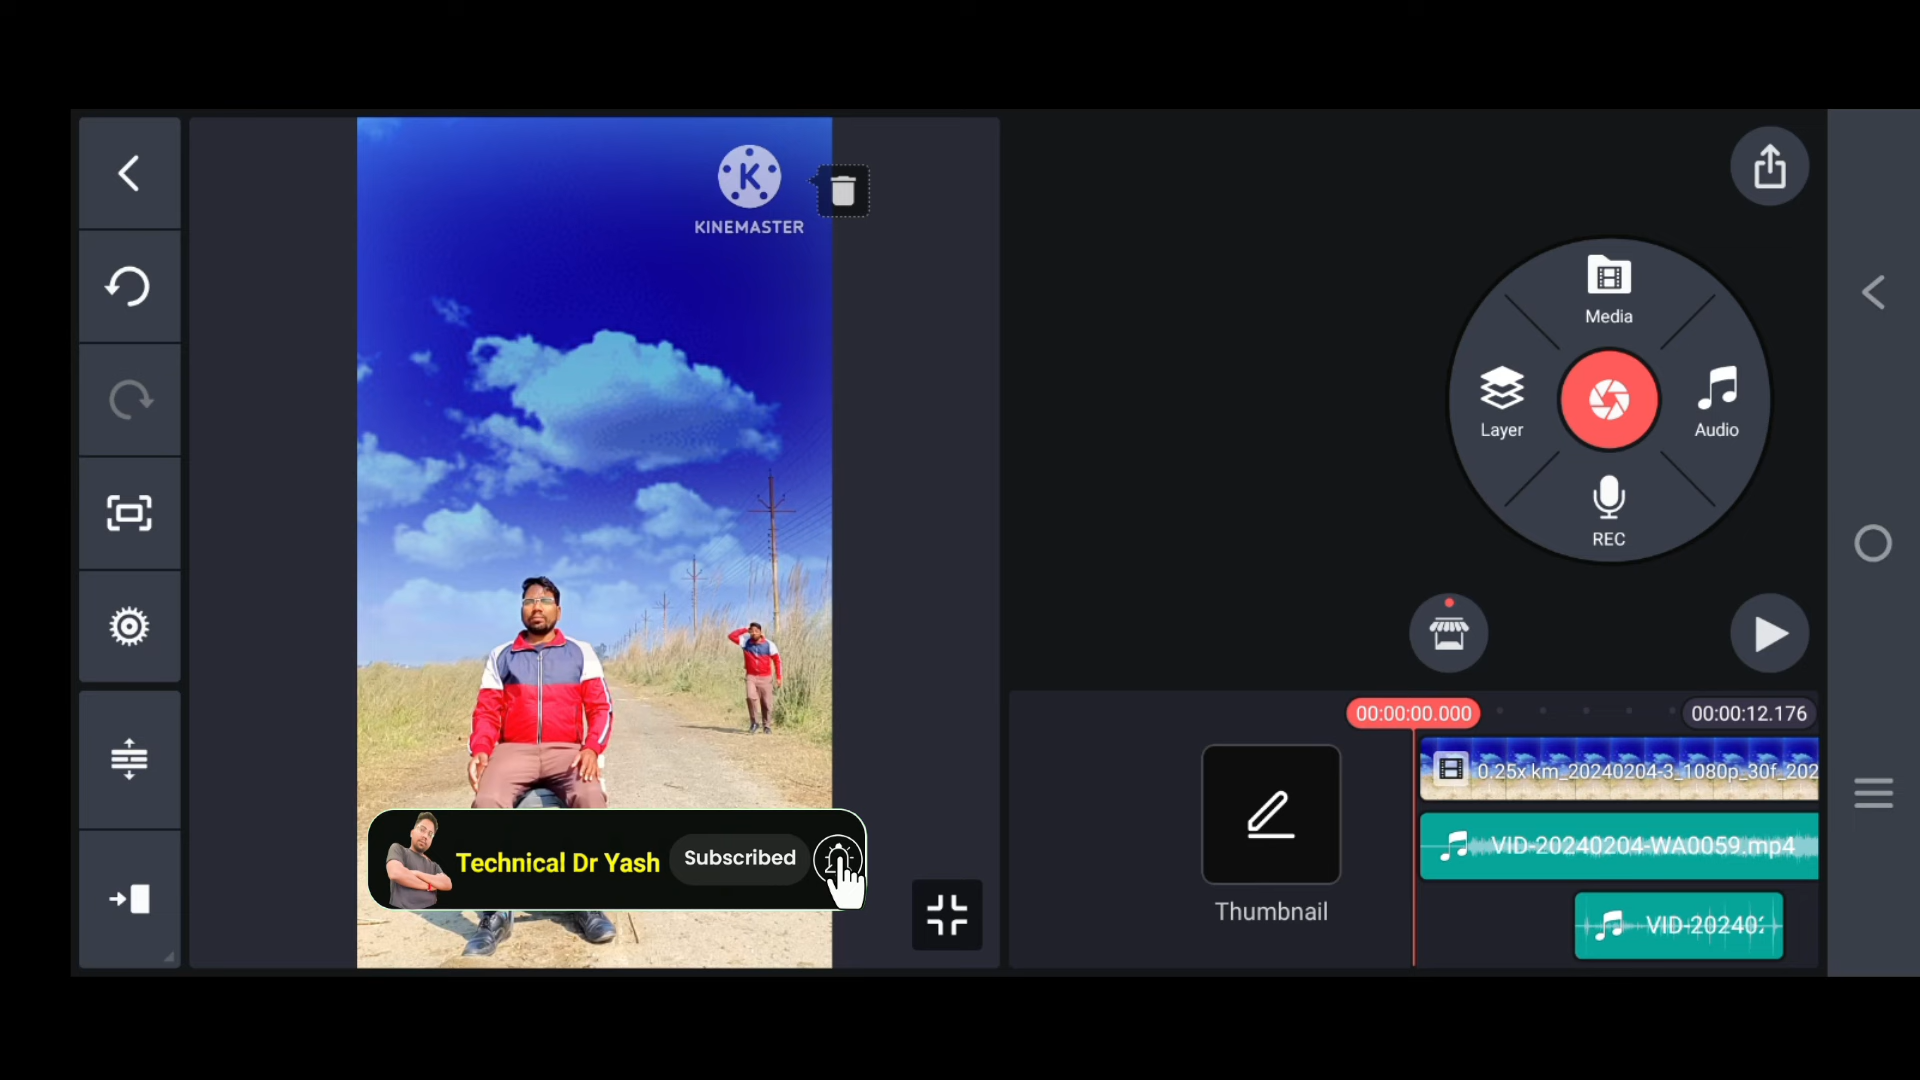 K
KINEMASTER
Media
Layer
Audio
REC
00:00:00.000
00:00:12.176
0.25x km_20240204-3_1080p_30f_202
VID-20240204-WA0059.mp4
VID-20240
Thumbnail
Technical Dr Yash
Subscribed